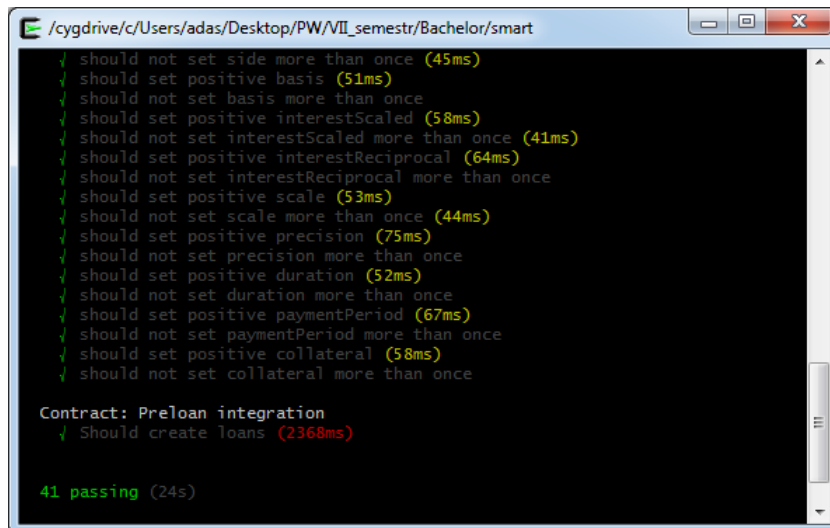 /cygdrive/c/Users/adas/Desktop/PW/VII_semestr/Bachelor/smart
√ should not set side more than once (45ms)
√ should set positive basis (51ms)
√ should not set basis more than once
√ should set positive interestScaled (58ms)
√ should not set interestScaled more than once (41ms)
√ should set positive interestReciprocal (64ms)
√ should not set interestReciprocal more than once
√ should set positive scale (53ms)
√ should not set scale more than once (44ms)
√ should set positive precision (75ms)
√ should not set precision more than once
√ should set positive duration (52ms)
√ should not set duration more than once
√ should set positive paymentPeriod (67ms)
√ should not set paymentPeriod more than once
√ should set positive collateral (58ms)
√ should not set collateral more than once
Contract: Preloan integration
√ Should create loans (2368ms)
41 passing (24s)